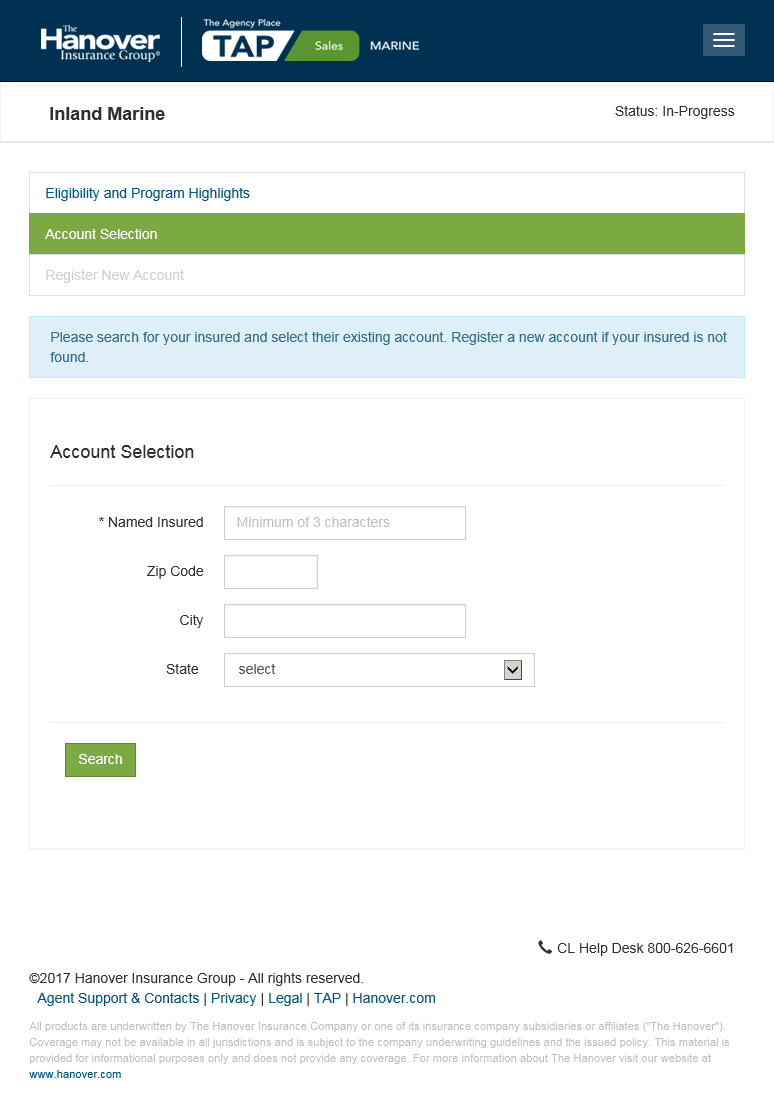 The
Hanover
Insurance Group®
The Agency Place
TAP Sales MARINE
Inland Marine
Status: In-Progress
Eligibility and Program Highlights
Account Selection
Register New Account
Please search for your insured and select their existing account. Register a new account if your insured is not
found.
Account Selection
* Named Insured Minimum of 3 characters
Zip Code
City
State select
Search
CL Help Desk 800-626-6601
©2017 Hanover Insurance Group - All rights reserved.
Agent Support & Contacts | Privacy | Legal | TAP | Hanover.com
All products are underwritten by The Hanover Insurance Company or one of its insurance company subsidiaries or affiliates ("The Hanover").
Coverage may not be available in all jurisdictions and is subject to the company underwriting guidelines and the issued policy. This material is
provided for informational purposes only and does not provide any coverage. For more information about The Hanover visit our website at
www.hanover.com